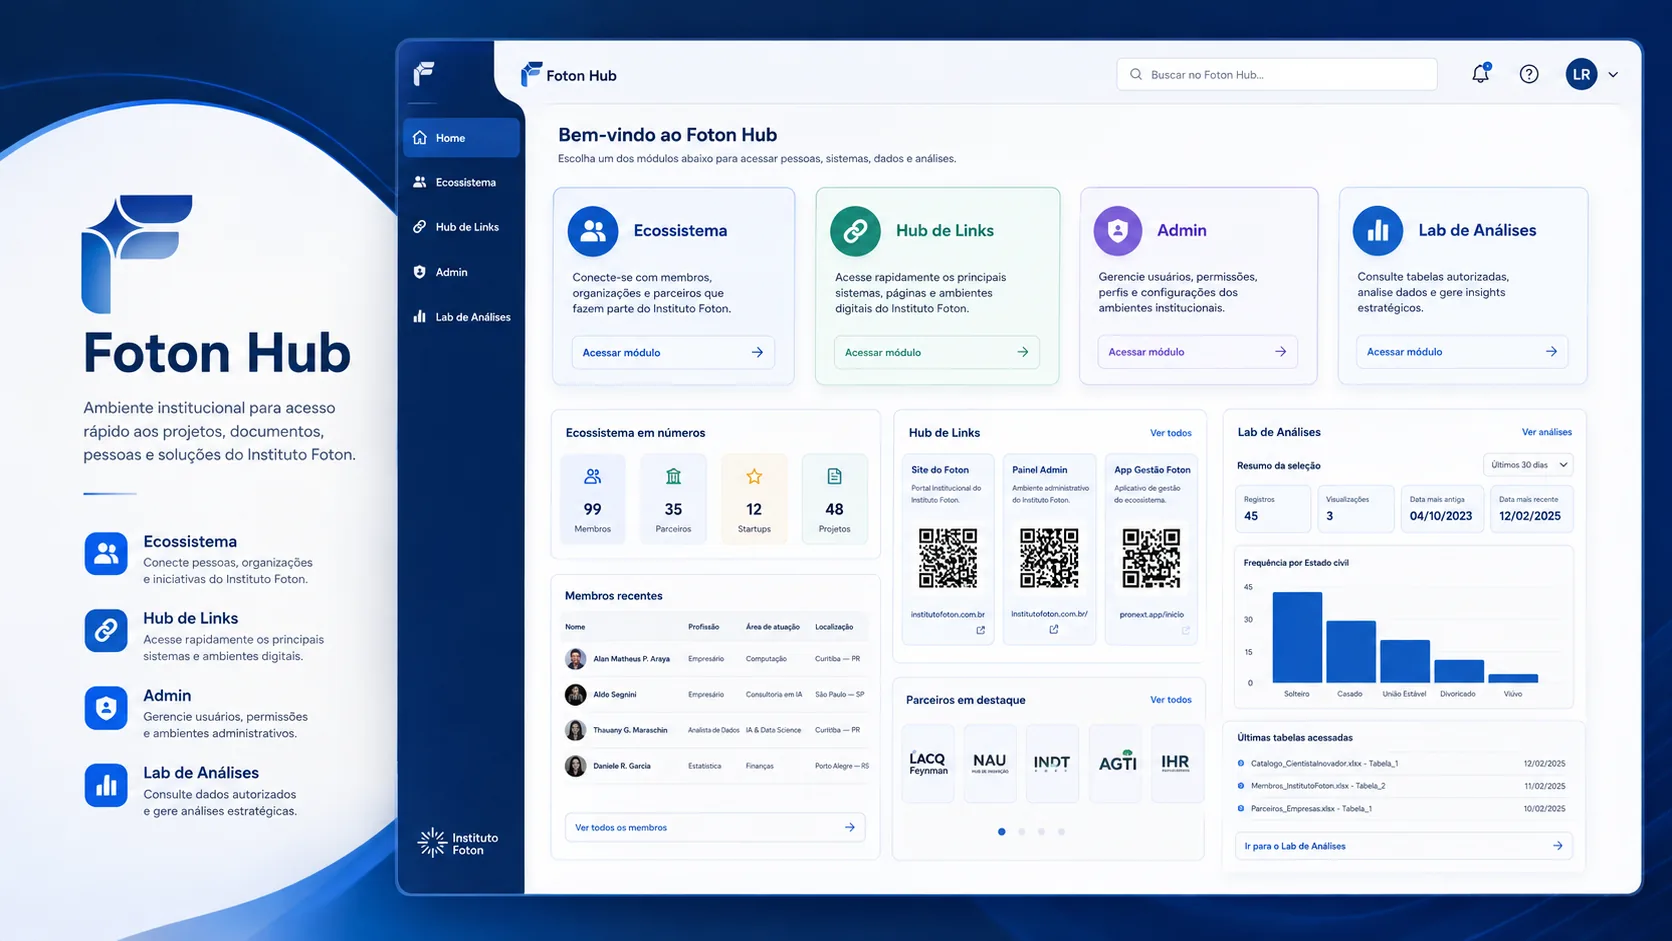 Foton Hub
Ambiente institucional para acesso
rápido aos projetos, documentos,
pessoas e soluções do Instituto Foton.
Ecossistema
Conecte pessoas, organizações
e iniciativas do Instituto Foton.
Hub de Links
Acesse rapidamente os principais
sistemas e ambientes digitais.
Admin
Gerencie usuários, permissões
e ambientes administrativos.
Lab de Análises
Consulte dados autorizados
e gere análises estratégicas.
Home
Ecossistema
Hub de Links
Admin
Lab de Análises
Instituto
Foton
Foton Hub
Buscar no Foton Hub...
LR
Bem-vindo ao Foton Hub
Escolha um dos módulos abaixo para acessar pessoas, sistemas, dados e análises.
Ecossistema
Conecte-se com membros,
organizações e parceiros que
fazem parte do Instituto Foton.
Acessar módulo
Hub de Links
Acesse rapidamente os principais
sistemas, páginas e ambientes
digitais do Instituto Foton.
Acessar módulo
Admin
Gerencie usuários, permissões,
perfis e configurações dos
ambientes institucionais.
Acessar módulo
Lab de Análises
Consulte tabelas autorizadas,
analise dados e gere insights
estratégicos.
Acessar módulo
Ecossistema em números
99
Membros
35
Parceiros
12
Startups
48
Projetos
Membros recentes
Nome Profissão Área de atuação Localização
Alan Matheus P. Araya Empresário Computação Curitiba — PR
Aldo Segnini Empresário Consultoria em IA São Paulo — SP
Thauany G. Maraschin Analista de Dados IA & Data Science Curitiba — PR
Daniele R. Garcia Estatística Finanças Porto Alegre — RS
Ver todos os membros
Hub de Links
Ver todos
Site do Foton
Portal Institucional do
Instituto Foton.
institutofoton.com.br
Painel Admin
Ambiente administrativo
do Instituto Foton.
institutofoton.com.br/
App Gestão Foton
Aplicativo de gestão
do ecossistema.
pronext.app/inicio
Parceiros em destaque
Ver todos
LACQ
Feynman
NAU
HUB DE INOVAÇÃO
INDT
AGTI
IHR
Lab de Análises
Ver análises
Resumo da seleção
Últimos 30 dias
Registros
45
Visualizações
3
Data mais antiga
04/10/2023
Data mais recente
12/02/2025
Frequência por Estado civil
45
30
15
0
Solteiro Casado União Estável Divoricado Viúvo
Últimas tabelas acessadas
Catalogo_CientistaInovador.xlxx - Tabela_1 12/02/2025
Membros_InstitutoFoton.xlsx - Tabela_2 11/02/2025
Parceiros_Empresas.xlsx - Tabela_1 10/02/2025
Ir para o Lab de Análises